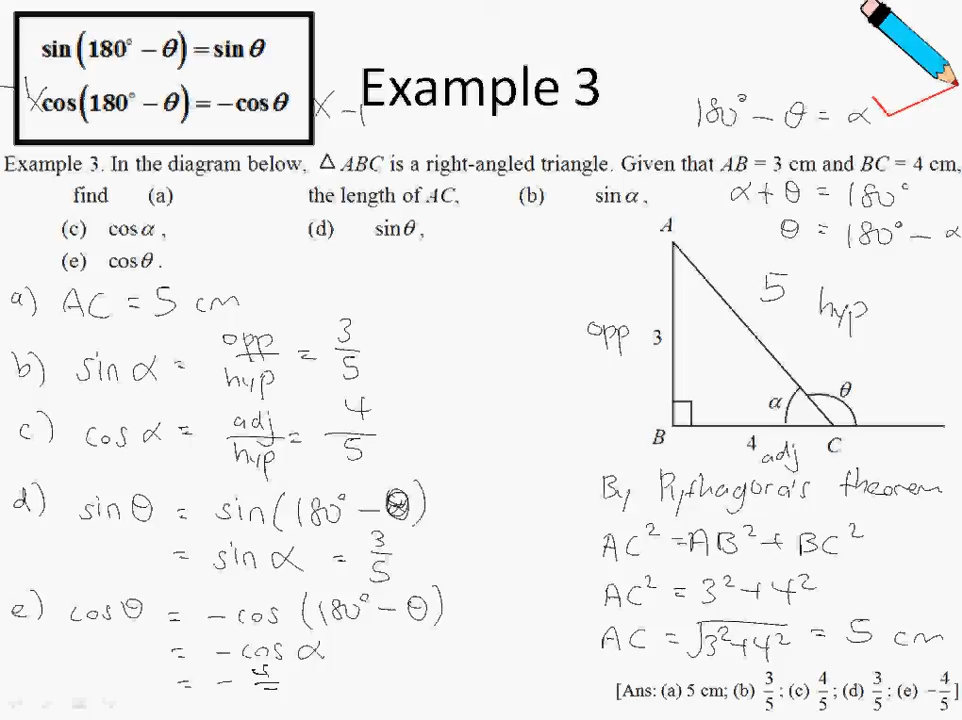 sin(180° − θ) = sin θ
cos(180° − θ) = −cos θ
X −1
Example 3
180° − θ = α
Example 3. In the diagram below, △ABC is a right-angled triangle. Given that AB = 3 cm and BC = 4 cm,
find (a) the length of AC, (b) sin α,
(c) cos α, (d) sin θ,
(e) cos θ.
α + θ = 180°
θ = 180° − α
A
5
hyp
opp 3
α θ
B 4 C
adj
a) AC = 5 cm
b) sin α = opp/hyp = 3/5
c) cos α = adj/hyp = 4/5
d) sin θ = sin(180° − )
= sin α = 3/5
e) cos θ = −cos (180° − θ)
= −cos α
= −
By Pythagora's theorem
AC² = AB² + BC²
AC² = 3² + 4²
AC = √3²+4² = 5 cm
[Ans: (a) 5 cm; (b) 3/5; (c) 4/5; (d) 3/5; (e) −4/5]